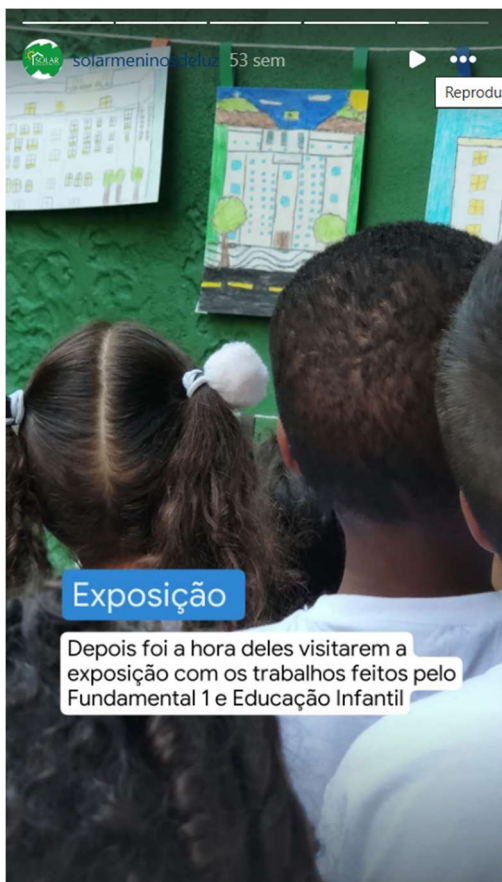 SOLAR
solarmeninosdeluz 53 sem
Reprodu
Exposição
Depois foi a hora deles visitarem a
exposição com os trabalhos feitos pelo
Fundamental 1 e Educação Infantil